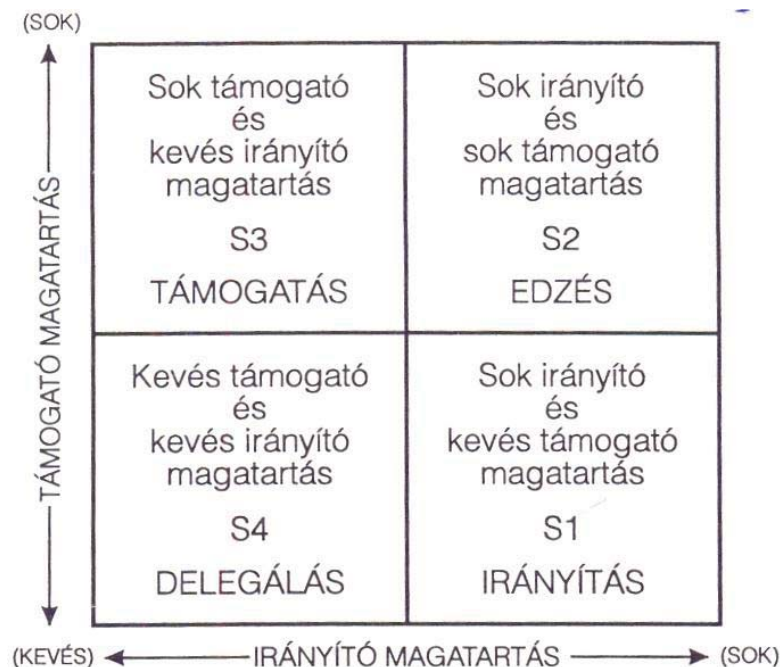 (SOK)
TÁMOGATÓ MAGATARTÁS
Sok támogató
és
kevés irányító
magatartás
S3
TÁMOGATÁS
Sok irányító
és
sok támogató
magatartás
S2
EDZÉS
Kevés támogató
és
kevés irányító
magatartás
S4
DELEGÁLÁS
Sok irányító
és
kevés támogató
magatartás
S1
IRÁNYÍTÁS
(KEVÉS) IRÁNYÍTÓ MAGATARTÁS (SOK)